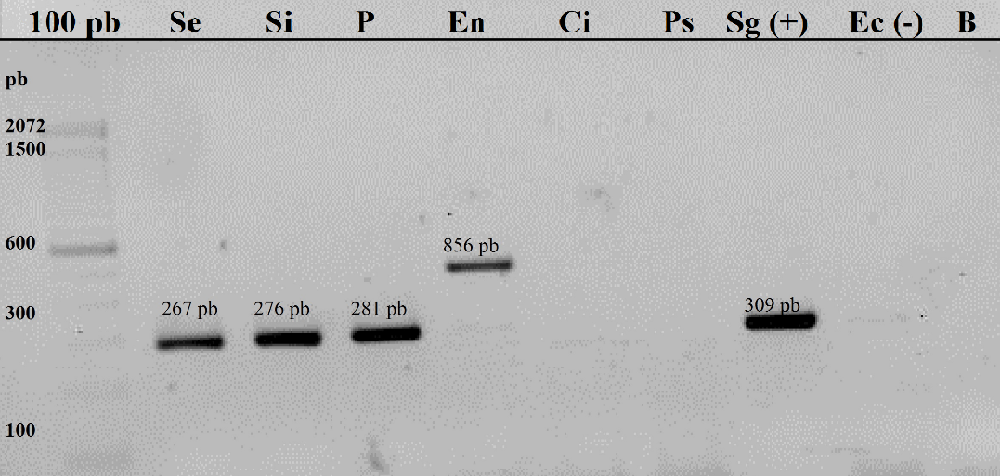 100 pb Se Si P En Ci Ps Sg (+) Ec (-) B
pb
2072
1500
600
856 pb
300
267 pb 276 pb 281 pb 309 pb
100